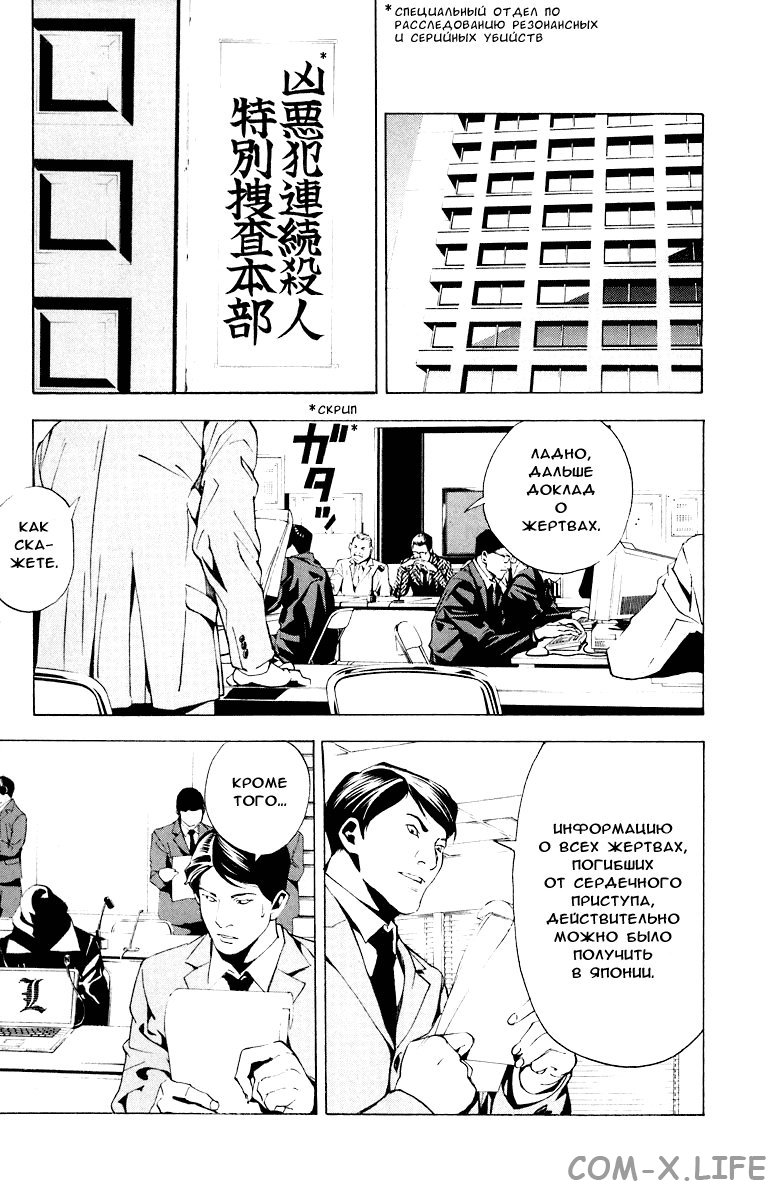 *СПЕЦИАЛЬНЫЙ ОТДЕЛ ПО
РАССЛЕДОВАНИЮ РЕЗОНАНСНЫХ
И СЕРИЙНЫХ УБИЙСТВ
*
凶悪犯連続殺人
特別捜査本部
*СКРИП
*
ガタッ
ЛАДНО,
ДАЛЬШЕ
ДОКЛАД
О
ЖЕРТВАХ.
КАК
СКА-
ЖЕТЕ.
ИНФОРМАЦИЮ
О ВСЕХ ЖЕРТВАХ,
ПОГИБШИХ
ОТ СЕРДЕЧНОГО
ПРИСТУПА,
ДЕЙСТВИТЕЛЬНО
МОЖНО БЫЛО
ПОЛУЧИТЬ
В ЯПОНИИ.
КРОМЕ
ТОГО...
L
COM-X.LIFE